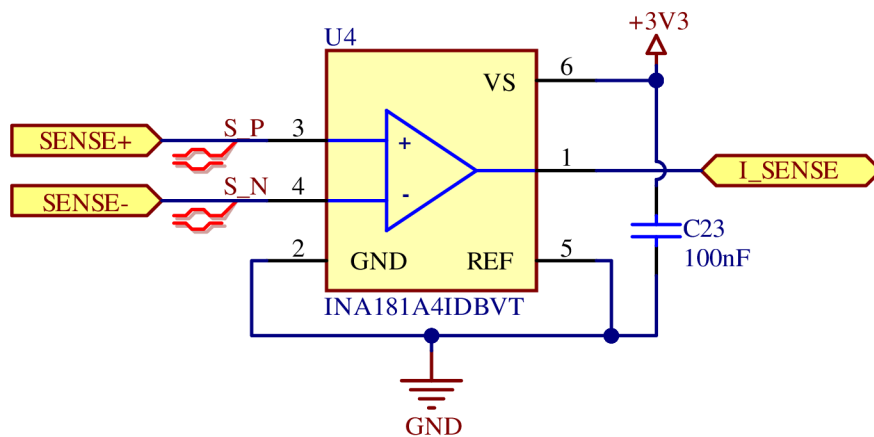 U4
+3V3
6
VS
SENSE+
S_P
3
+
1
I_SENSE
SENSE-
S_N
4
-
C23
100nF
2
GND
REF
5
INA181A4IDBVT
GND